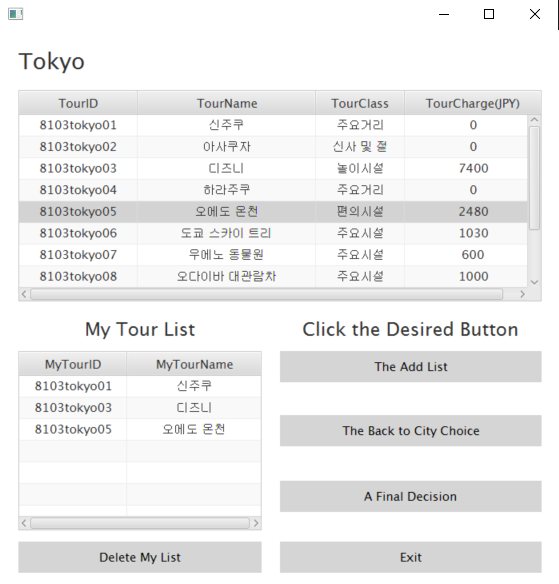 Tokyo
TourID TourName TourClass TourCharge(JPY)
8103tokyo01 신주쿠 주요거리 0
8103tokyo02 아사쿠자 신사 및 절 0
8103tokyo03 디즈니 놀이시설 7400
8103tokyo04 하라주쿠 주요거리 0
8103tokyo05 오에도 온천 편의시설 2480
8103tokyo06 도쿄 스카이 트리 주요시설 1030
8103tokyo07 우에노 동물원 주요시설 600
8103tokyo08 오다이바 대관람차 주요시설 1000
My Tour List
MyTourID MyTourName
8103tokyo01 신주쿠
8103tokyo03 디즈니
8103tokyo05 오에도 온천
Delete My List
Click the Desired Button
The Add List
The Back to City Choice
A Final Decision
Exit